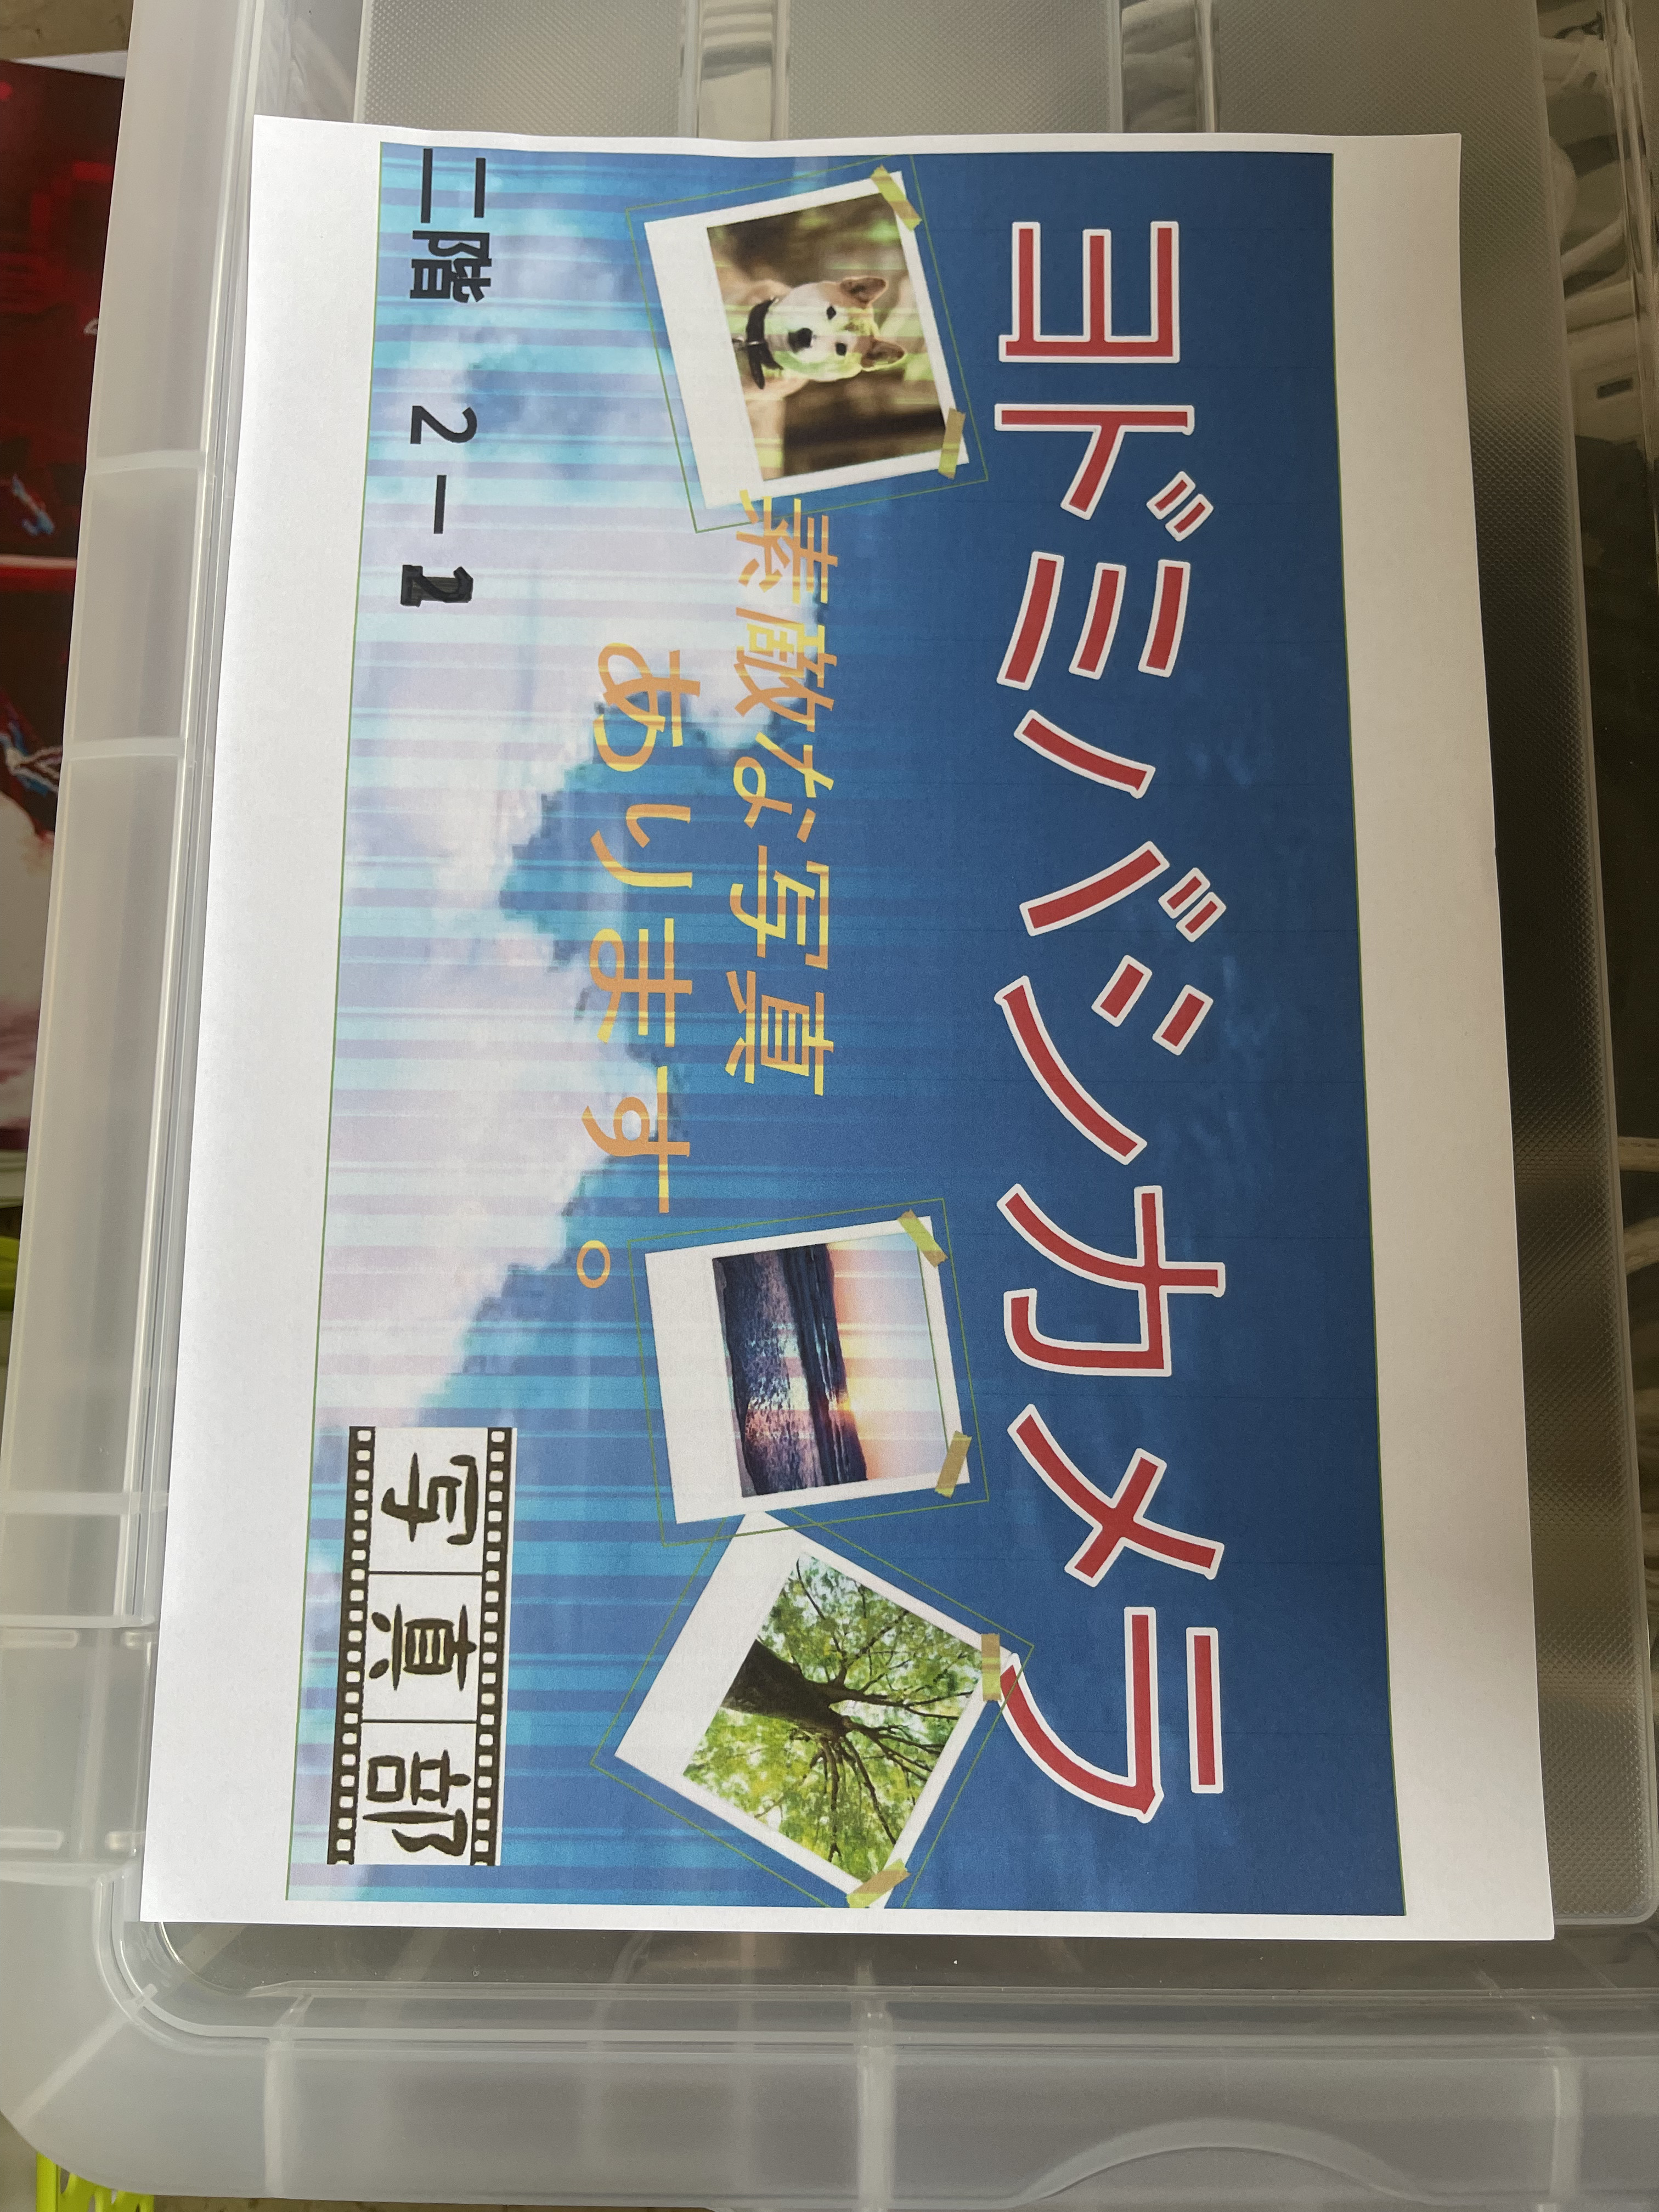 ヨドミバシカメラ
素敵な写真
あります。
二階 2-2
写真部